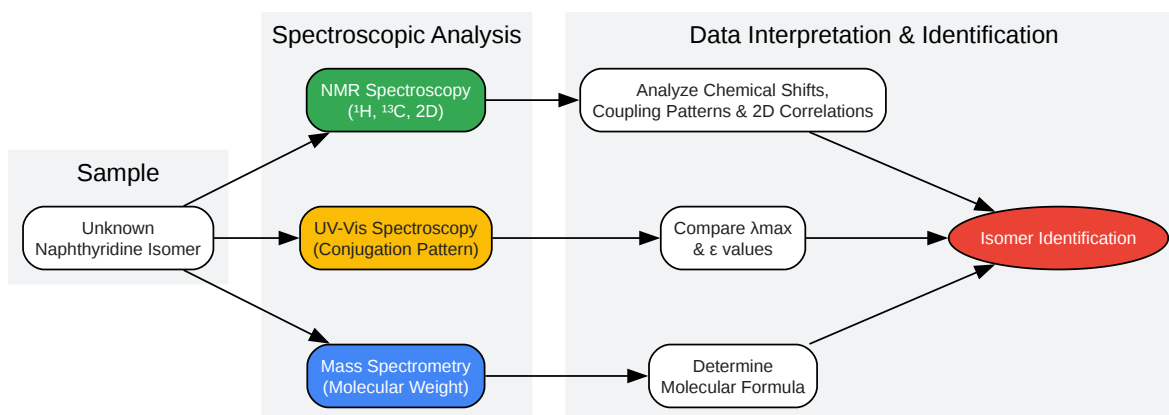 Spectroscopic Analysis
Data Interpretation & Identification
NMR Spectroscopy
(¹H, ¹³C, 2D)
Analyze Chemical Shifts,
Coupling Patterns & 2D Correlations
Sample
Unknown
Naphthyridine Isomer
UV-Vis Spectroscopy
(Conjugation Pattern)
Compare λmax
& ε values
Isomer Identification
Mass Spectrometry
(Molecular Weight)
Determine
Molecular Formula